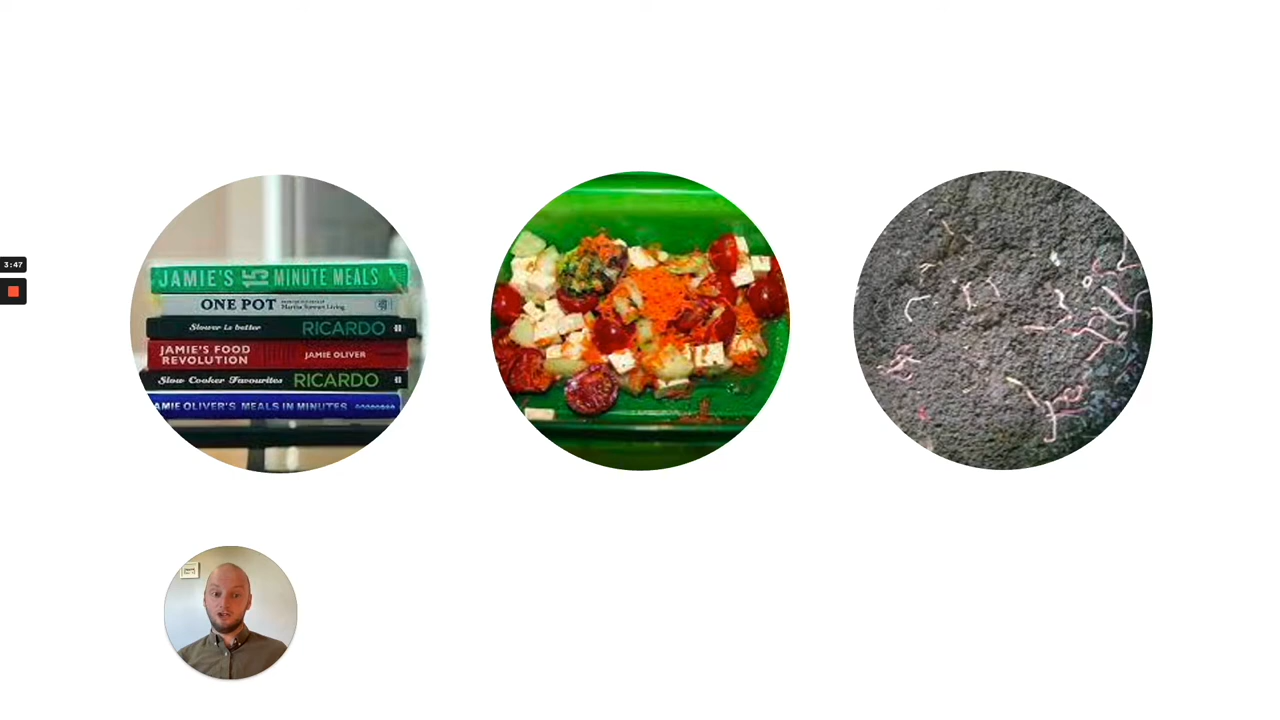 3:47
JAMIE'S 15 MINUTE MEALS
ONE POT Martha Stewart Living
Slower is better RICARDO
JAMIE'S FOOD REVOLUTION JAMIE OLIVER
Slow Cooker Favourites RICARDO
AMIE OLIVER'S MEALS IN MINUTES